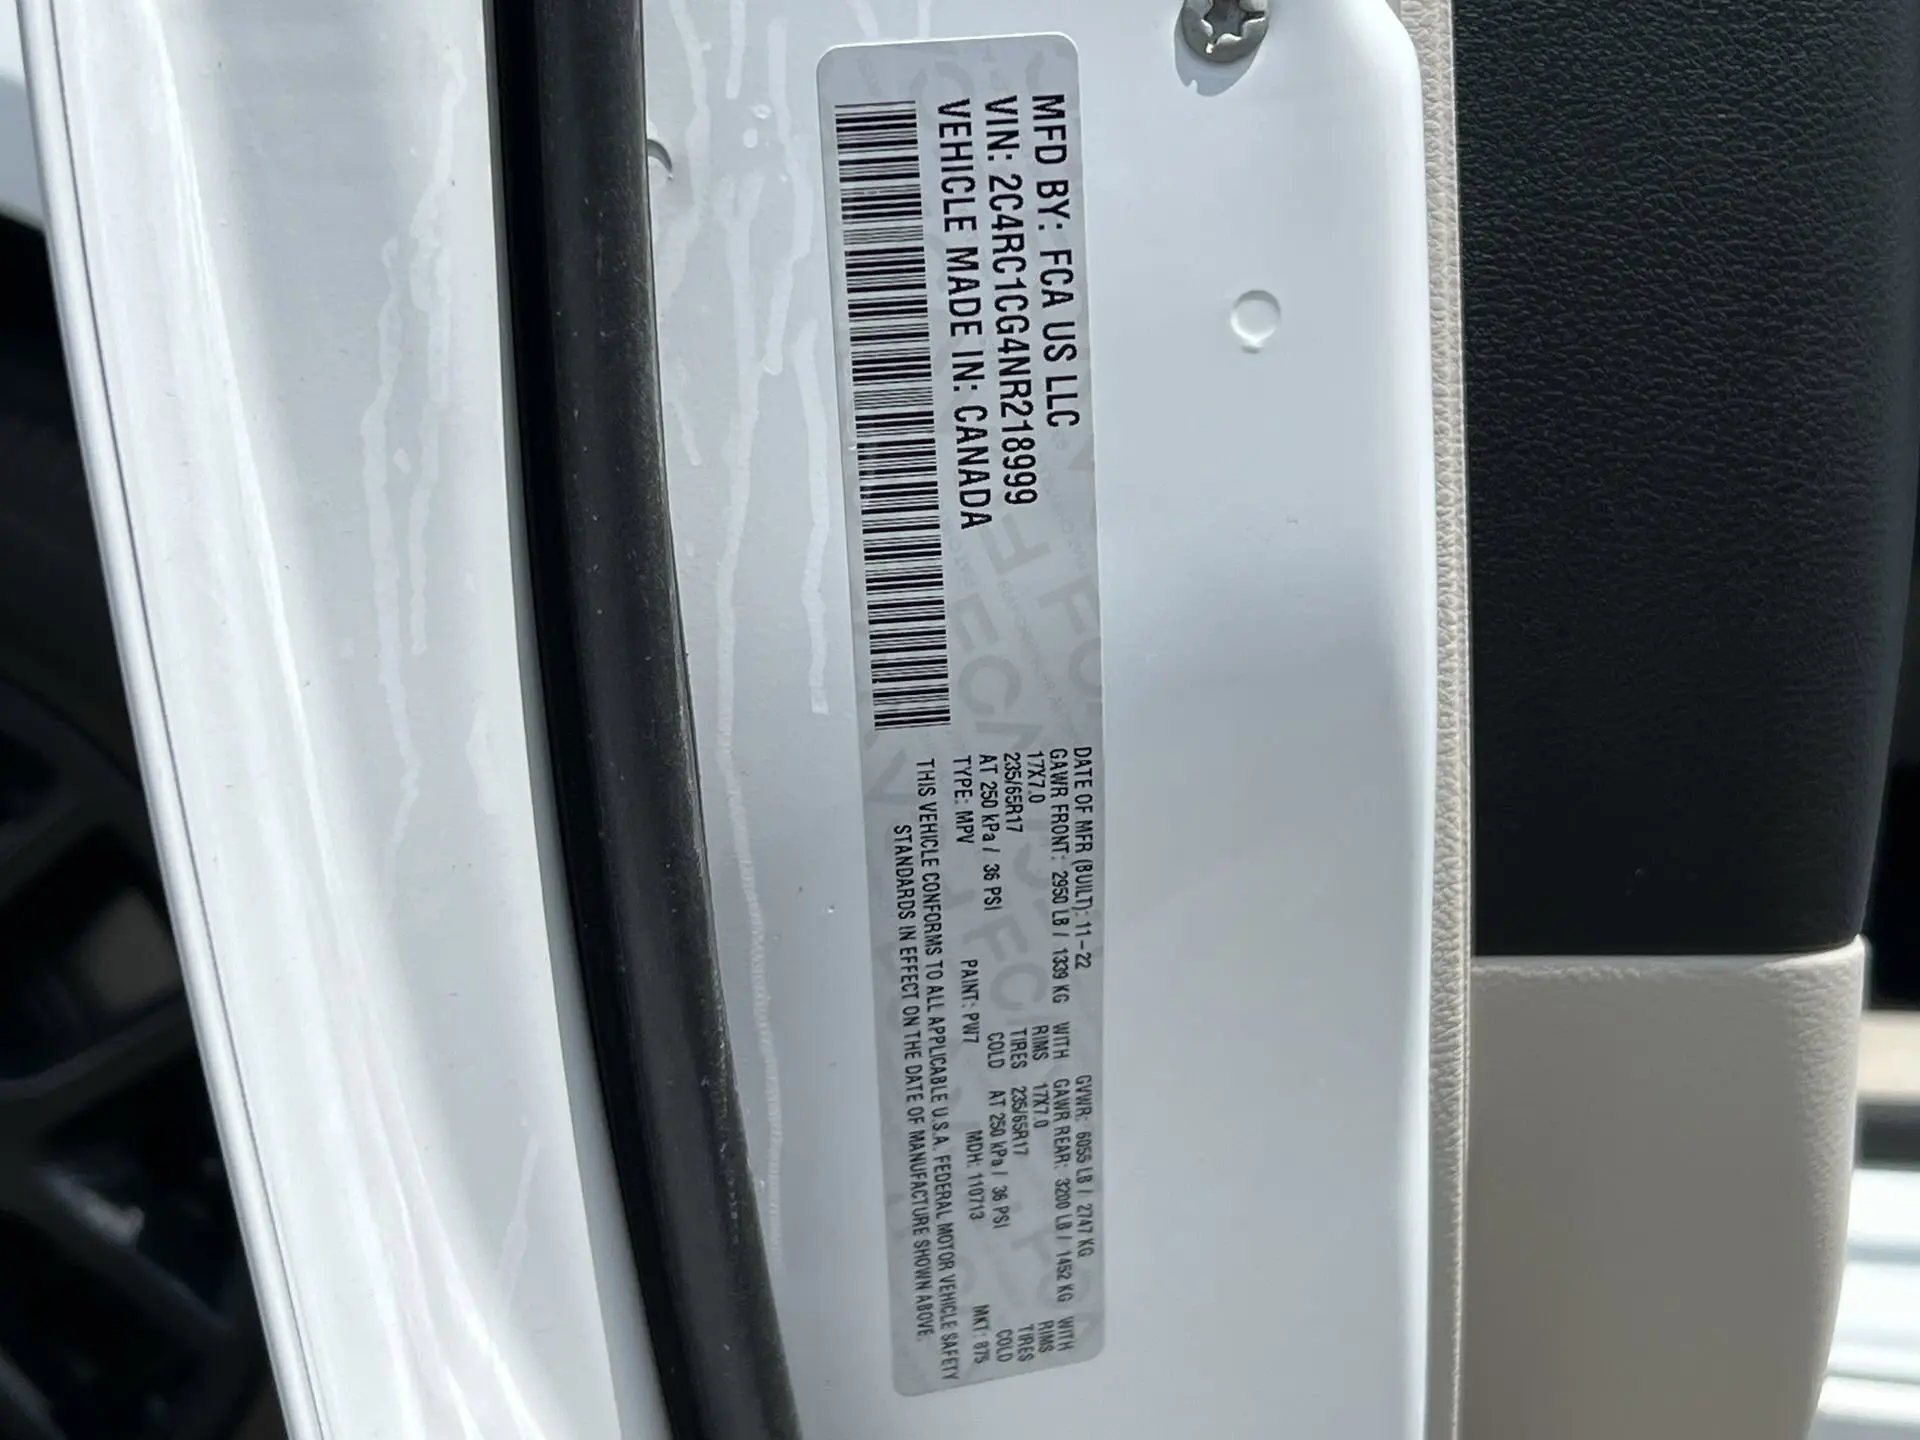 MFD BY: FCA US LLC
VIN: 2C4RC1CG4NR218999
VEHICLE MADE IN: CANADA
DATE OF MFR (BUILT): 11-22 GVWR: 6055 LB / 2747 KG
GAWR FRONT: 2950 LB / 1339 KG WITH GAWR REAR: 3200 LB / 1452 KG WITH
17X7.0 RIMS 17X7.0 RIMS
235/65R17 TIRES 235/65R17 TIRES
AT 250 kPa / 36 PSI COLD AT 250 kPa / 36 PSI COLD
TYPE: MPV PAINT: PW7 MDH: 110713 MKT: 875
THIS VEHICLE CONFORMS TO ALL APPLICABLE U.S.A. FEDERAL MOTOR VEHICLE SAFETY
STANDARDS IN EFFECT ON THE DATE OF MANUFACTURE SHOWN ABOVE.